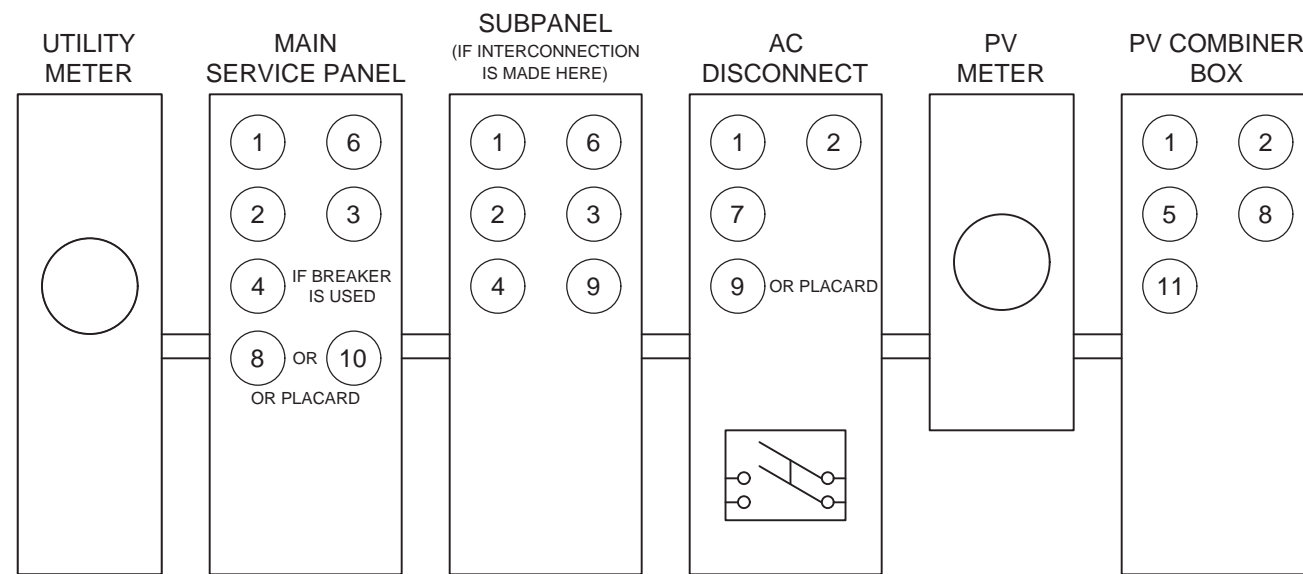 UTILITY
METER
MAIN
SERVICE PANEL
SUBPANEL
(IF INTERCONNECTION
IS MADE HERE)
AC
DISCONNECT
PV
METER
PV COMBINER
BOX
1 6
2 3
4 IF BREAKER
IS USED
8 OR 10
OR PLACARD
1 6
2 3
4 9
1 2
7
9 OR PLACARD
1 2
5 8
11